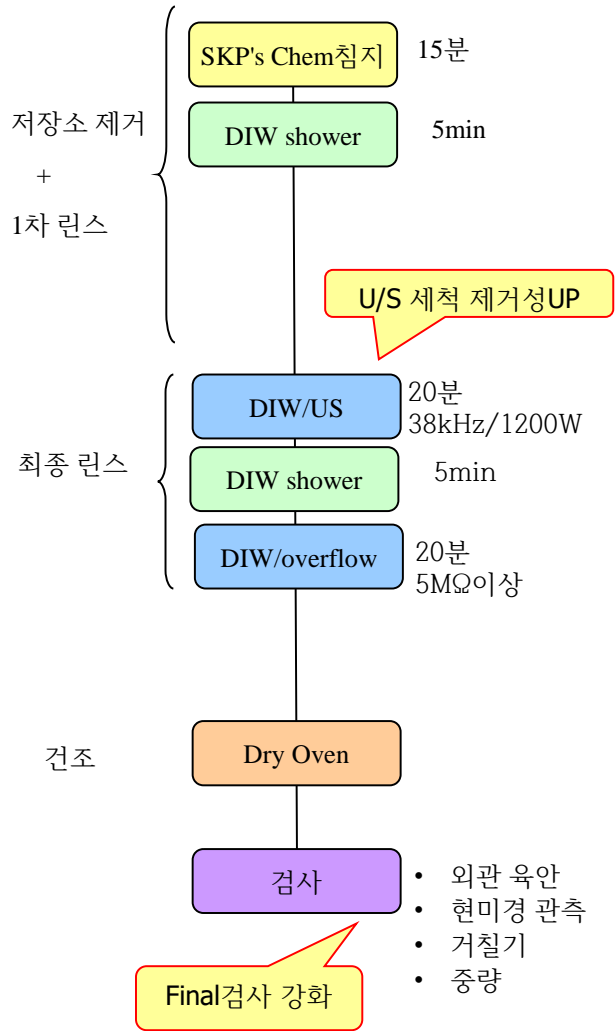 SKP's Chem침지
15분
저장소 제거
+
1차 린스
DIW shower
5min
U/S 세척 제거성UP
DIW/US
20분
38kHz/1200W
최종 린스
DIW shower
5min
DIW/overflow
20분
5MΩ이상
건조
Dry Oven
검사
• 외관 육안
• 현미경 관측
• 거칠기
• 중량
Final검사 강화